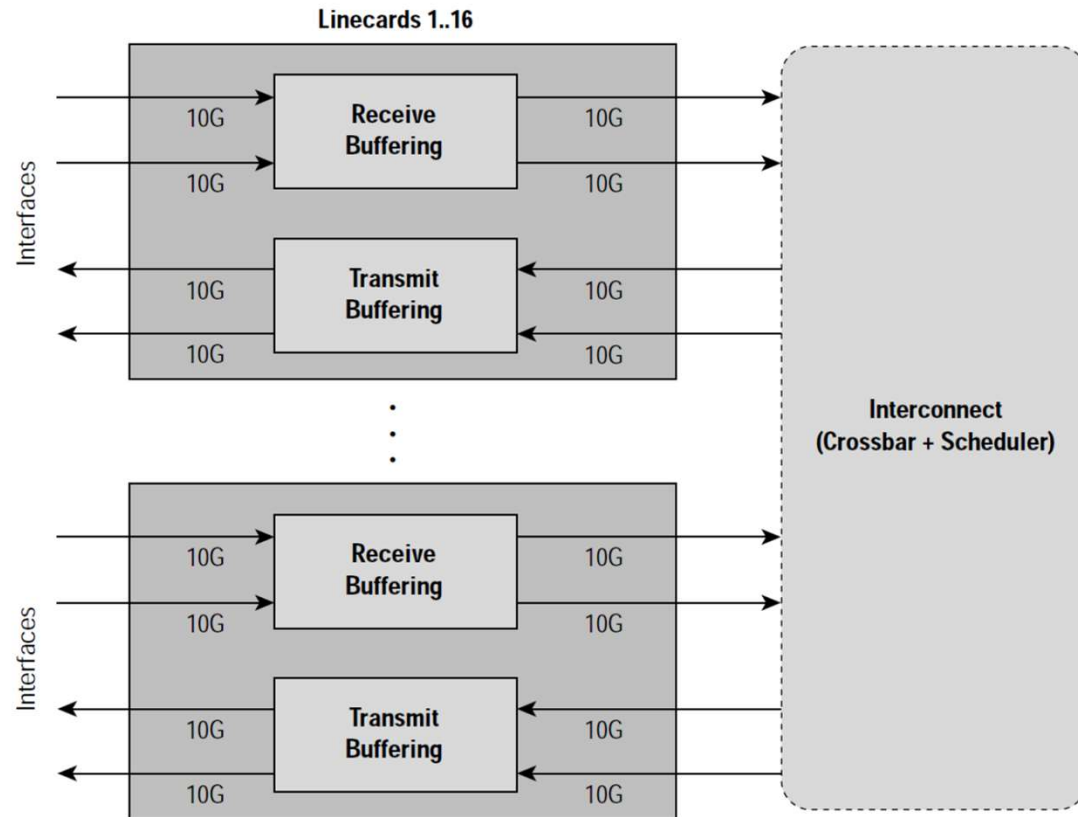 Linecards 1..16
Interfaces
10G
10G
Receive
Buffering
10G
10G
10G
10G
Transmit
Buffering
10G
10G
Interconnect
(Crossbar + Scheduler)
Interfaces
10G
10G
Receive
Buffering
10G
10G
10G
10G
Transmit
Buffering
10G
10G